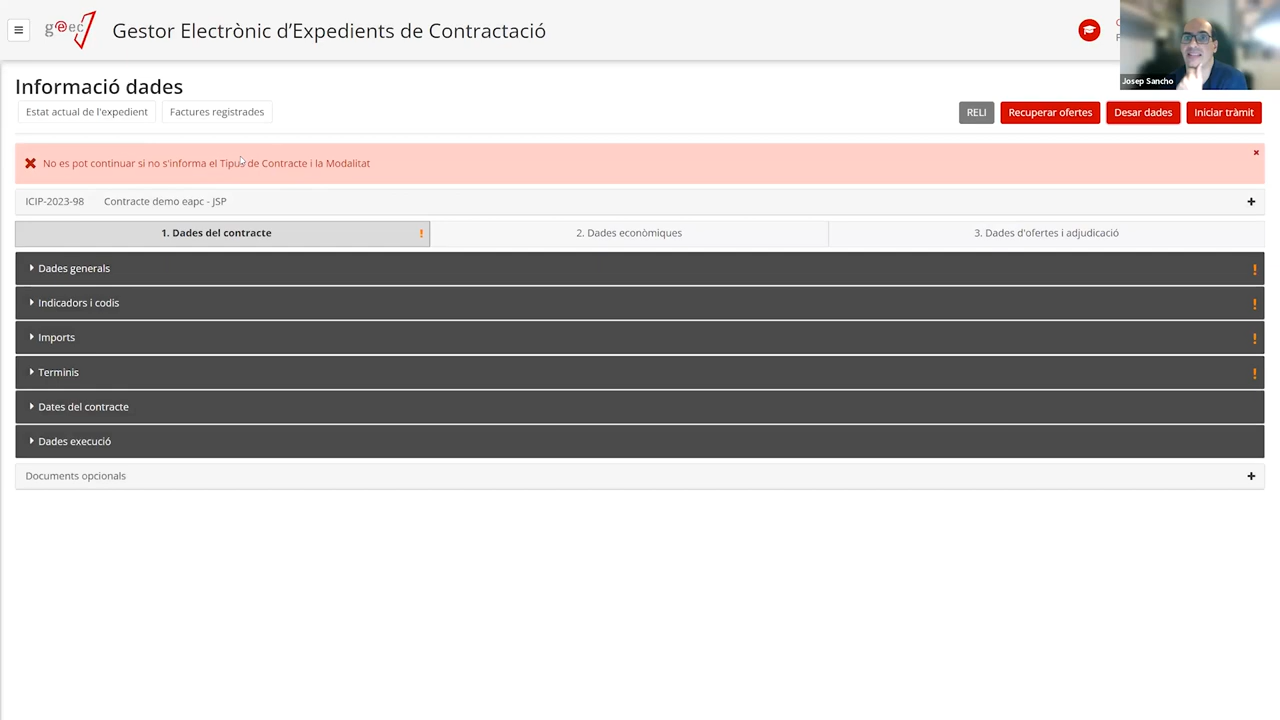 geec
Gestor Electrònic d'Expedients de Contractació
Josep Sancho
Informació dades
Estat actual de l'expedient
Factures registrades
RELI
Recuperar ofertes
Desar dades
Iniciar tràmit
No es pot continuar si no s'informa el Tipus de Contracte i la Modalitat
ICIP-2023-98 Contracte demo eapc - JSP
1. Dades del contracte !
2. Dades econòmiques
3. Dades d'ofertes i adjudicació
Dades generals !
Indicadors i codis !
Imports !
Terminis !
Dates del contracte
Dades execució
Documents opcionals